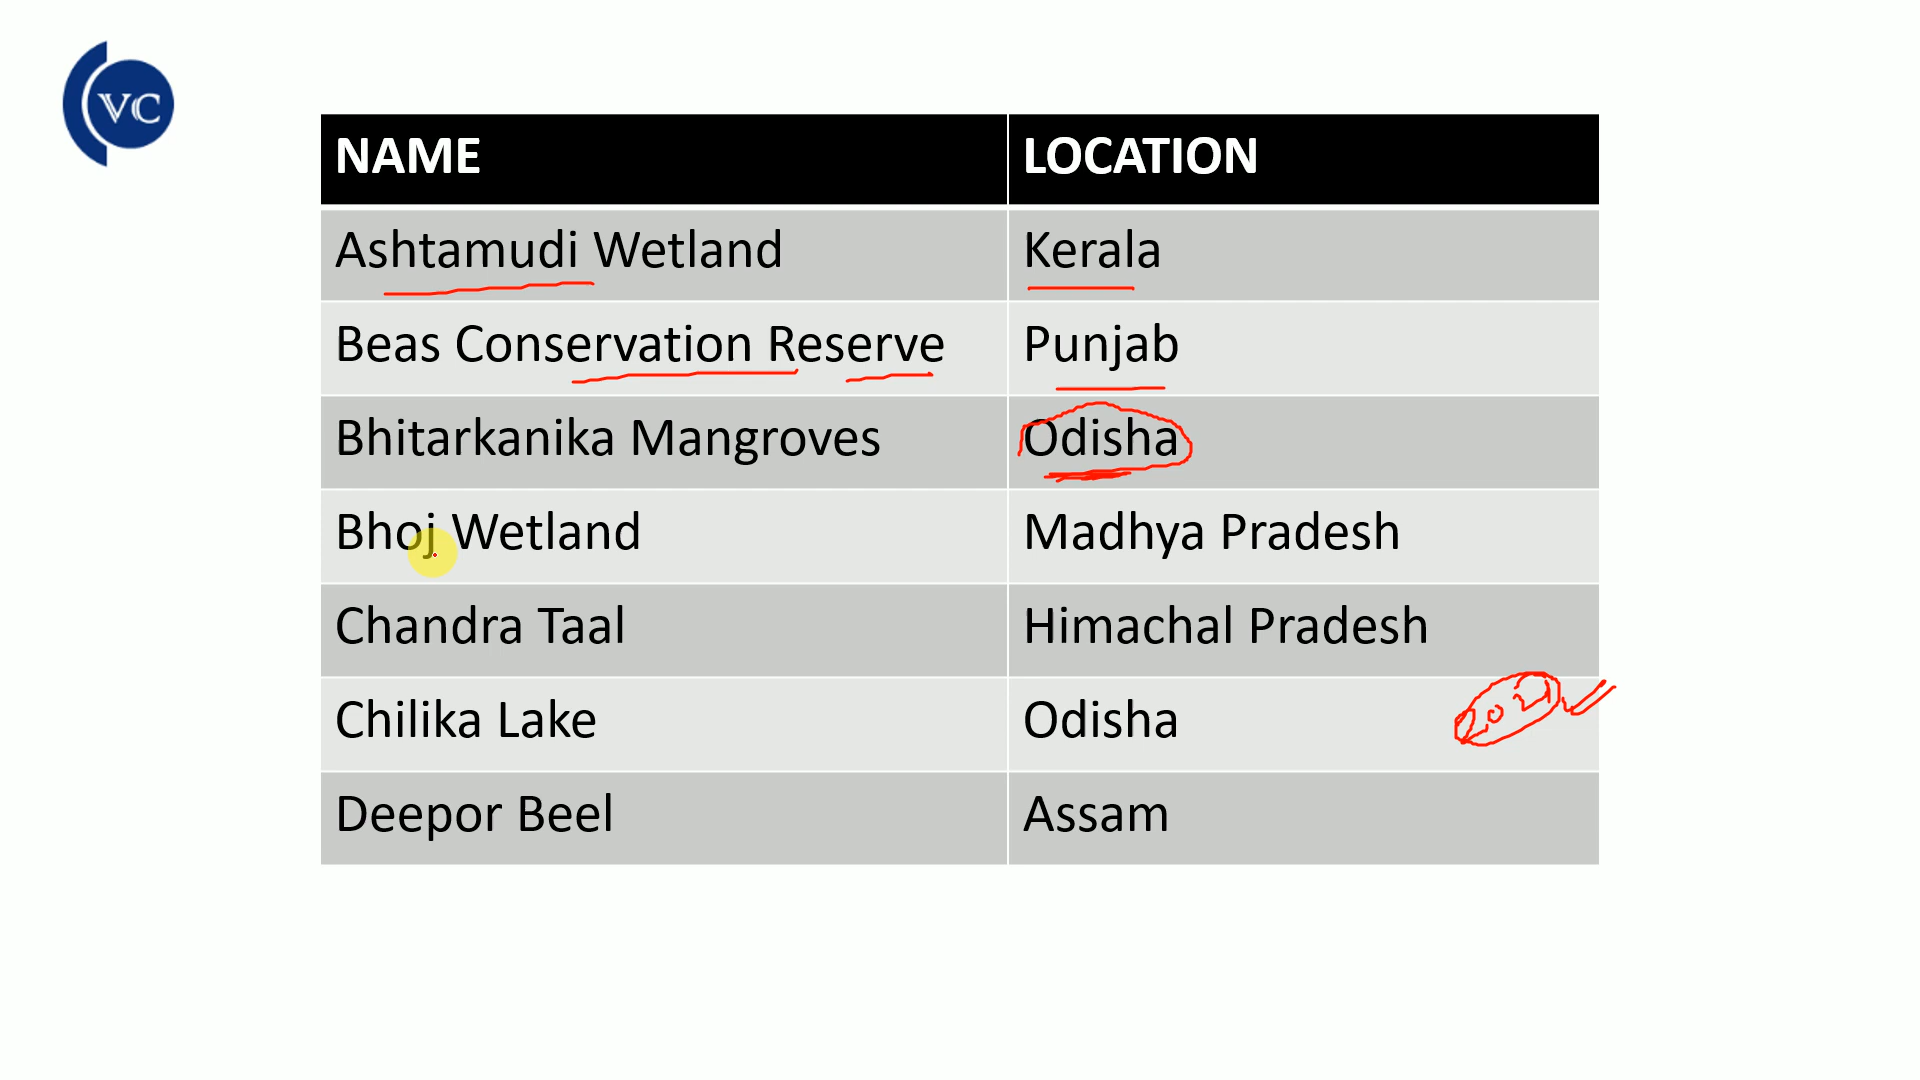 VC
NAME LOCATION
Ashtamudi Wetland Kerala
Beas Conservation Reserve Punjab
Bhitarkanika Mangroves Odisha
Bhoj Wetland Madhya Pradesh
Chandra Taal Himachal Pradesh
Chilika Lake Odisha
Deepor Beel Assam